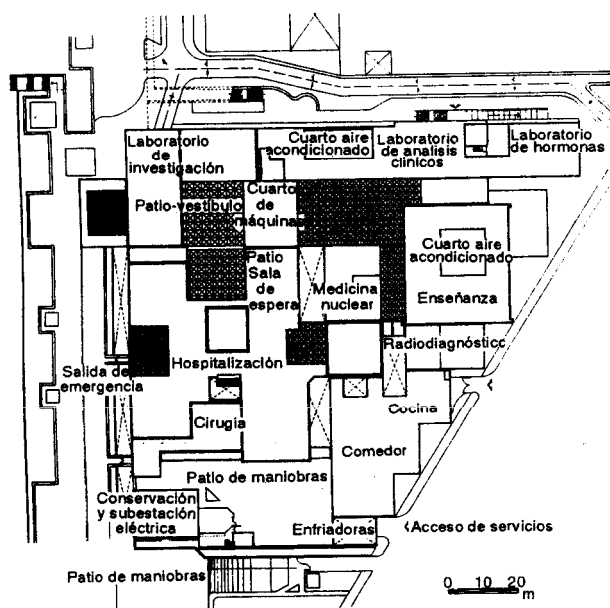 Laboratorio
de
investigación
Cuarto aire
acondicionado
Laboratorio
de analisis
clinicos
Laboratorio
de hormonas
Patio-vestíbulo
Cuarto
de
máquinas
Patio
Sala
de
espera
Medicina
nuclear
Cuarto aire
acondicionado
Enseñanza
Radiodiagnóstico
Salida de
emergencia
Hospitalización
Cirugía
Cocina
Comedor
Patio de maniobras
Conservación
y subestación
eléctrica
Enfriadoras
Acceso de servicios
Patio de maniobras
0 10 20
m